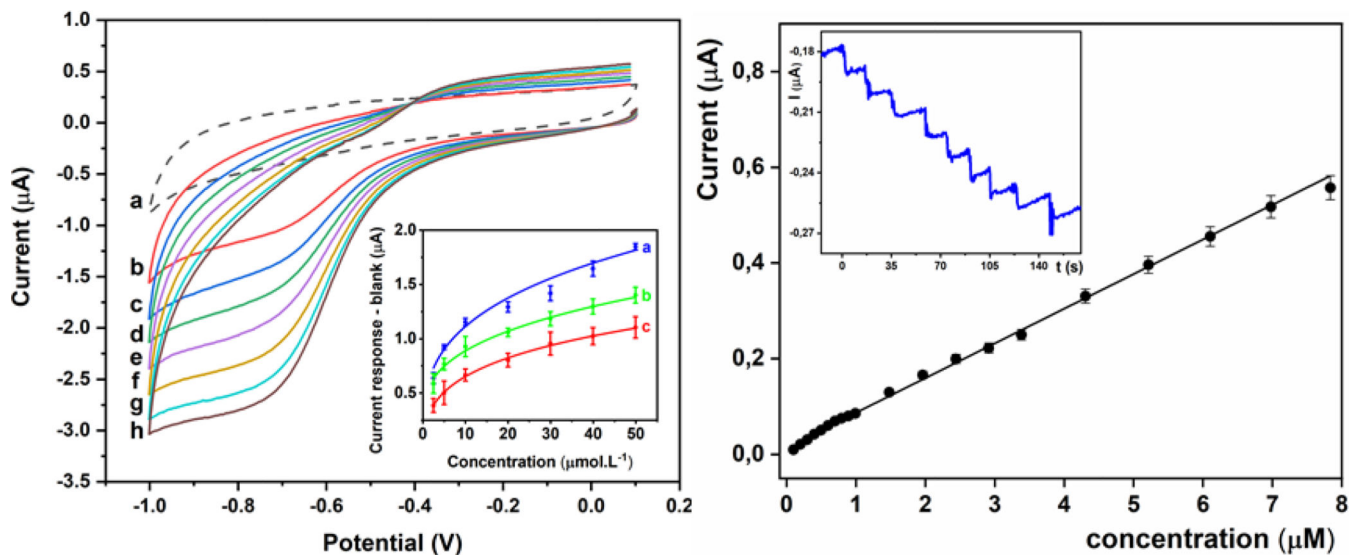 1.0
0.5
0.0
-0.5
-1.0
-1.5
-2.0
-2.5
-3.0
-3.5
Current (μA)
a
b
c
d
e
f
g
h
-1.0 -0.8 -0.6 -0.4 -0.2 0.0 0.2
Potential (V)
2.0
1.5
1.0
0.5
Current response - blank (μA)
a
b
c
0 10 20 30 40 50
Concentration (μmol.L⁻¹)
0,8
0,6
0,4
0,2
0,0
Current (μA)
0 1 2 3 4 5 6 7 8
concentration (μM)
-0,18
-0,21
-0,24
-0,27
I (μA)
0 35 70 105 140
t (s)